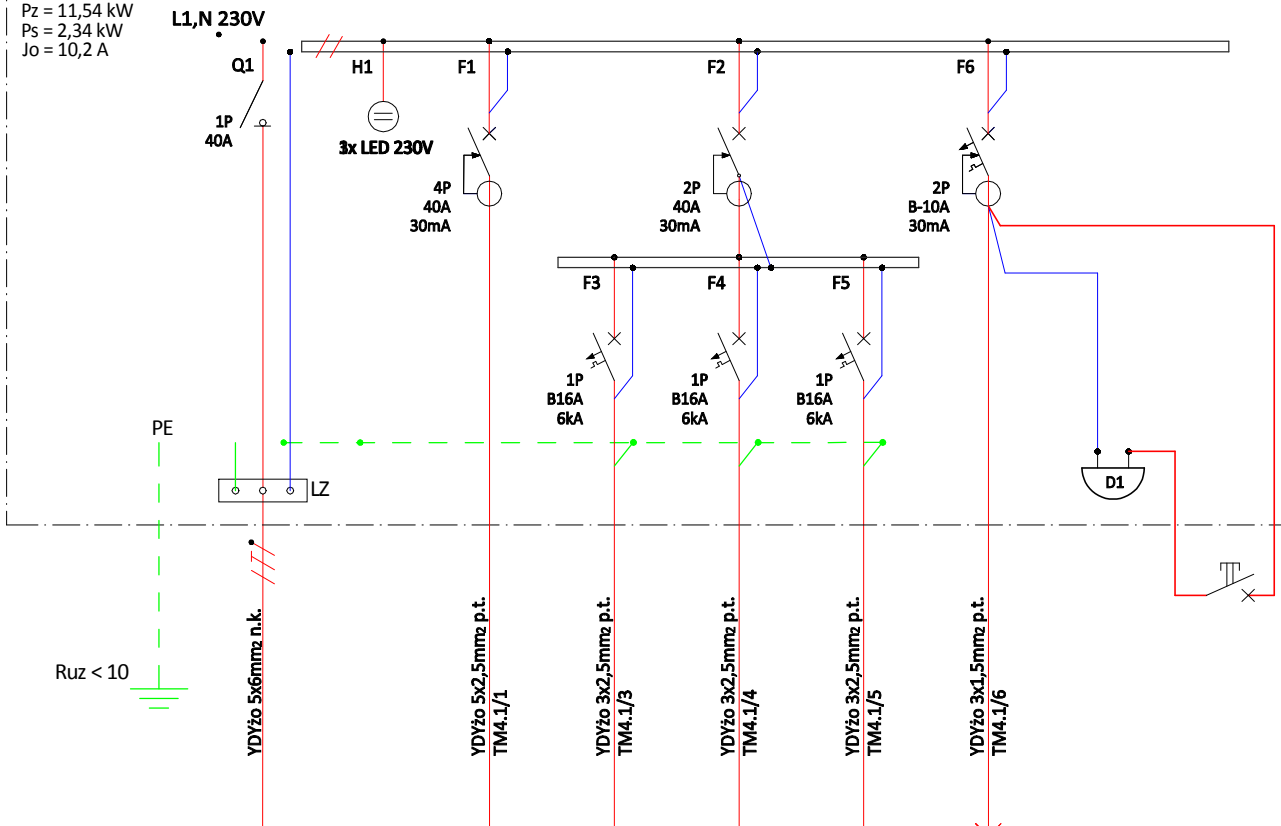 Pz = 11,54 kW
Ps = 2,34 kW
Jo = 10,2 A
L1,N 230V
Q1
1P
40A
H1
3x LED 230V
F1
4P
40A
30mA
F2
2P
40A
30mA
F6
2P
B-10A
30mA
F3
1P
B16A
6kA
F4
1P
B16A
6kA
F5
1P
B16A
6kA
PE
LZ
D1
Ruz < 10
YDYżo 5x6mm2 n.k.
YDYżo 5x2,5mm2 p.t.
TM4.1/1
YDYżo 3x2,5mm2 p.t.
TM4.1/3
YDYżo 3x2,5mm2 p.t.
TM4.1/4
YDYżo 3x2,5mm2 p.t.
TM4.1/5
YDYżo 3x1,5mm2 p.t.
TM4.1/6